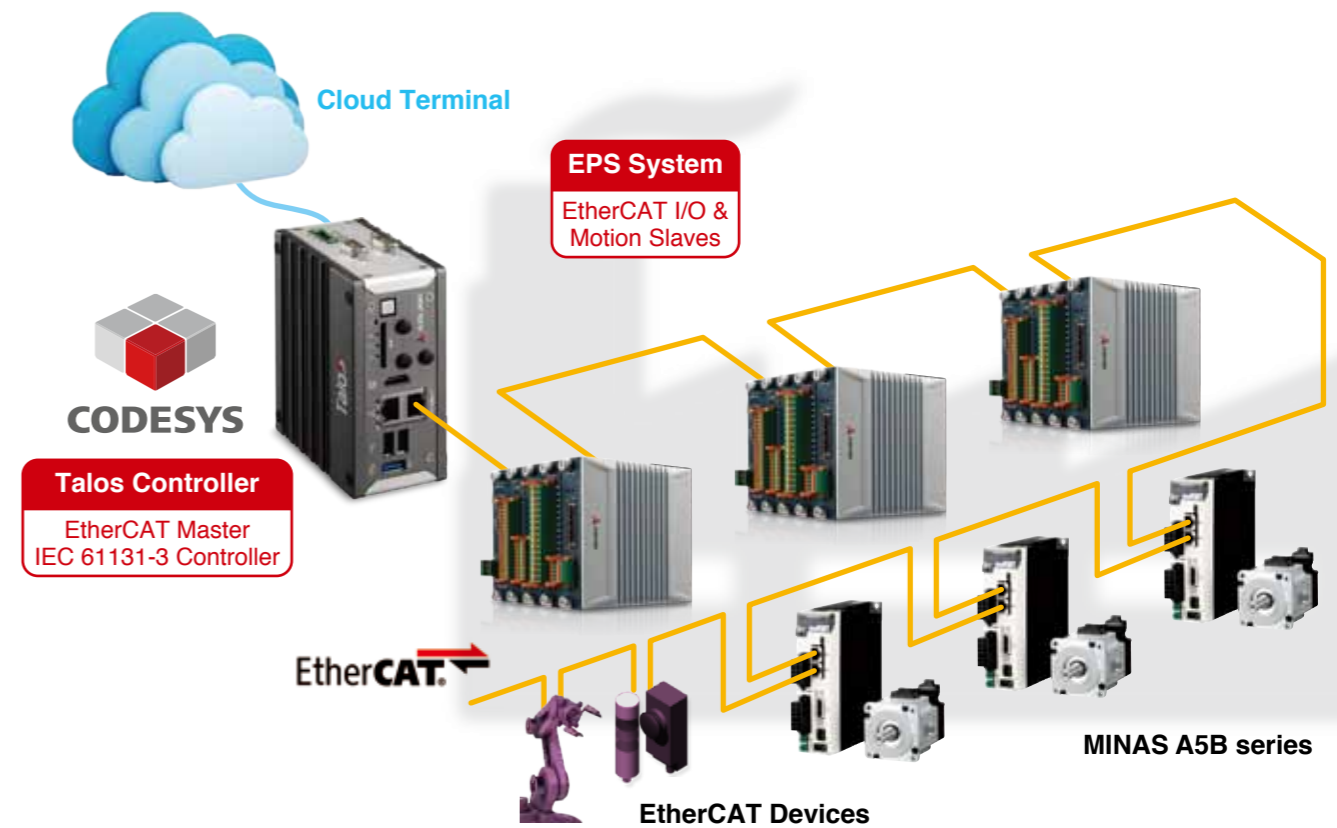 Cloud Terminal
EPS System
EtherCAT I/O &
Motion Slaves
CODESYS
Talos
Talos Controller
EtherCAT Master
IEC 61131-3 Controller
EtherCAT®
MINAS A5B series
EtherCAT Devices